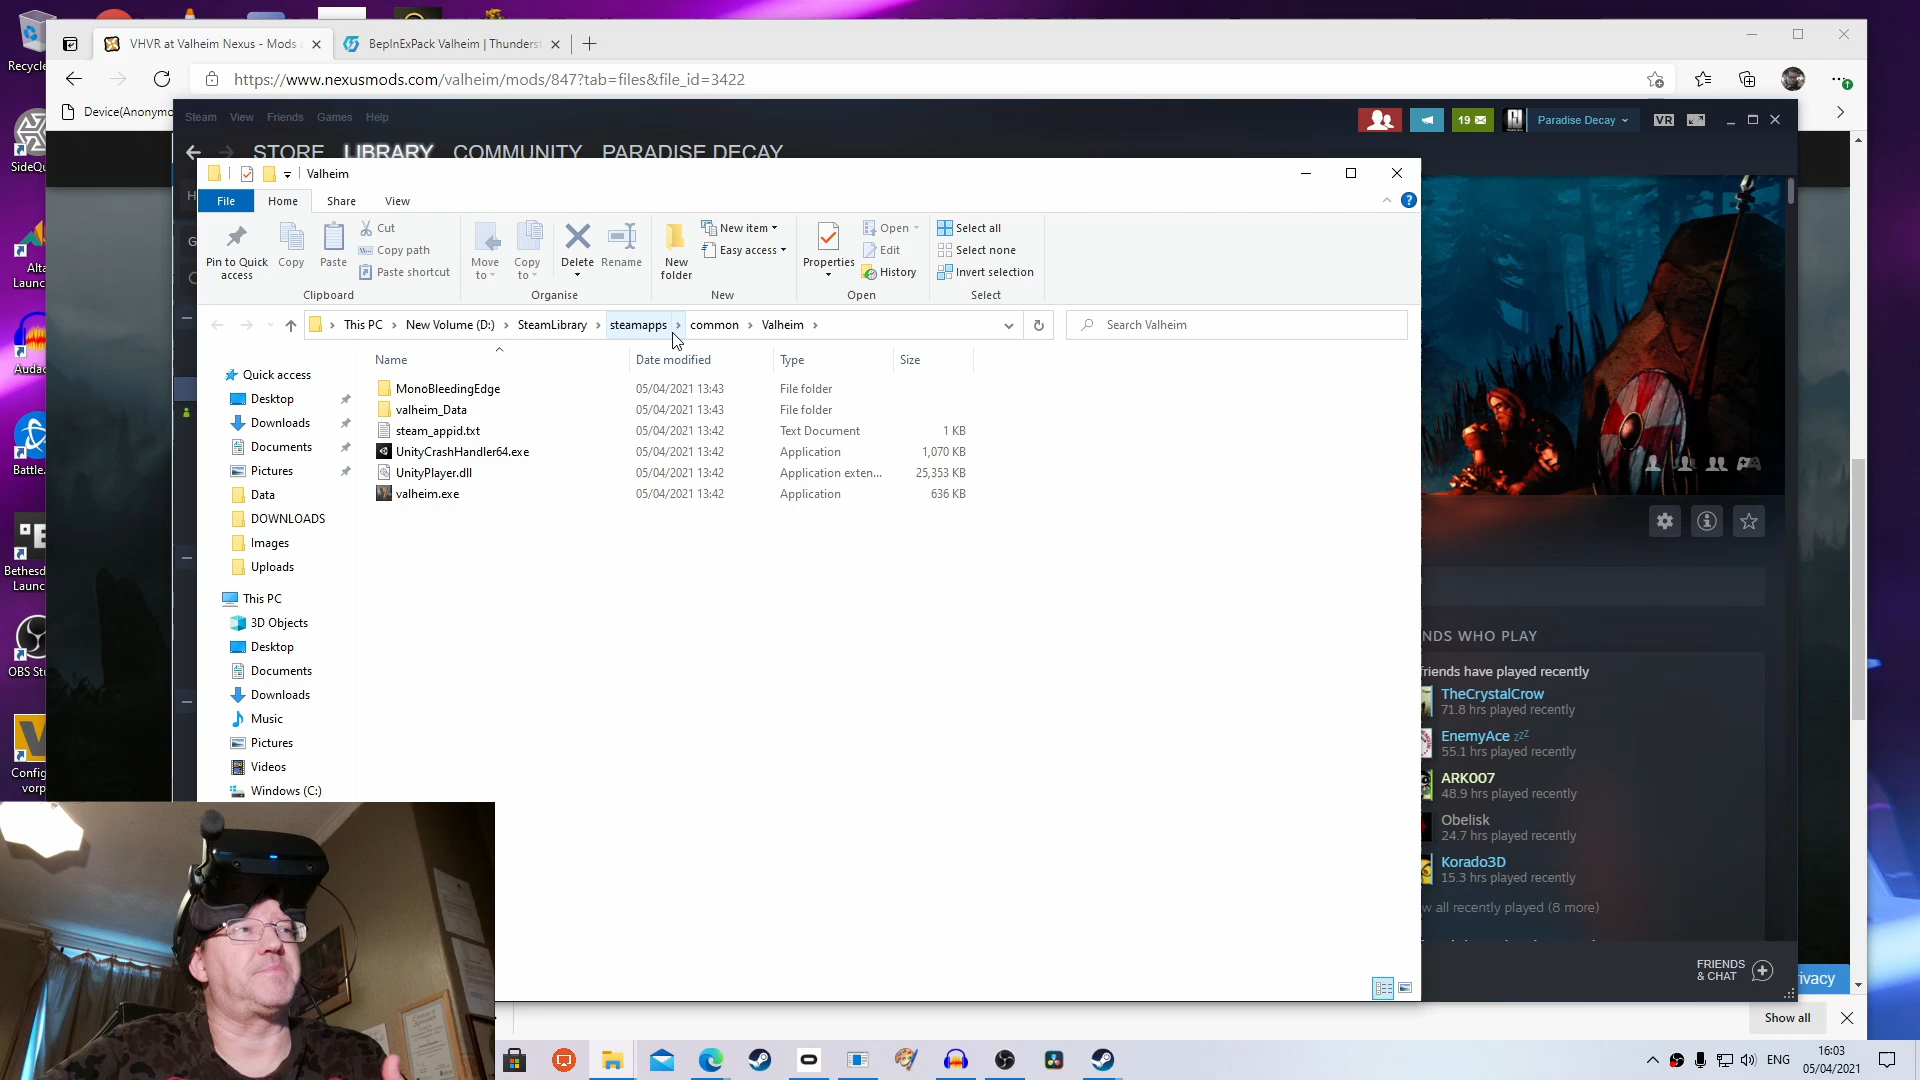 Recycle
SideQu
Alta
Launc
Audac
Battle.
Bethesd
Launc
OBS Stu
Config
vorp
VHVR at Valheim Nexus - Mods
BepInExPack Valheim | Thunderst
https://www.nexusmods.com/valheim/mods/847?tab=files&file_id=3422
Device(Anonymo
Steam View Friends Games Help
19
Paradise Decay
VR
STORE LIBRARY COMMUNITY PARADISE DECAY
Valheim
File Home Share View
Pin to Quick
access
Copy
Paste
Cut
Copy path
Paste shortcut
Clipboard
Move
to
Copy
to
Delete
Rename
Organise
New
folder
New item
Easy access
New
Properties
Open
Edit
History
Open
Select all
Select none
Invert selection
Select
This PC > New Volume (D:) > SteamLibrary > steamapps > common > Valheim >
Search Valheim
Name Date modified Type Size
MonoBleedingEdge 05/04/2021 13:43 File folder
valheim_Data 05/04/2021 13:43 File folder
steam_appid.txt 05/04/2021 13:42 Text Document 1 KB
UnityCrashHandler64.exe 05/04/2021 13:42 Application 1,070 KB
UnityPlayer.dll 05/04/2021 13:42 Application exten... 25,353 KB
valheim.exe 05/04/2021 13:42 Application 636 KB
Quick access
Desktop
Downloads
Documents
Pictures
Data
DOWNLOADS
Images
Uploads
This PC
3D Objects
Desktop
Documents
Downloads
Music
Pictures
Videos
Windows (C:)
NDS WHO PLAY
friends have played recently
TheCrystalCrow
71.8 hrs played recently
EnemyAce zzz
55.1 hrs played recently
ARK007
48.9 hrs played recently
Obelisk
24.7 hrs played recently
Korado3D
15.3 hrs played recently
w all recently played (8 more)
FRIENDS
& CHAT
ivacy
Show all
ENG
16:03
05/04/2021